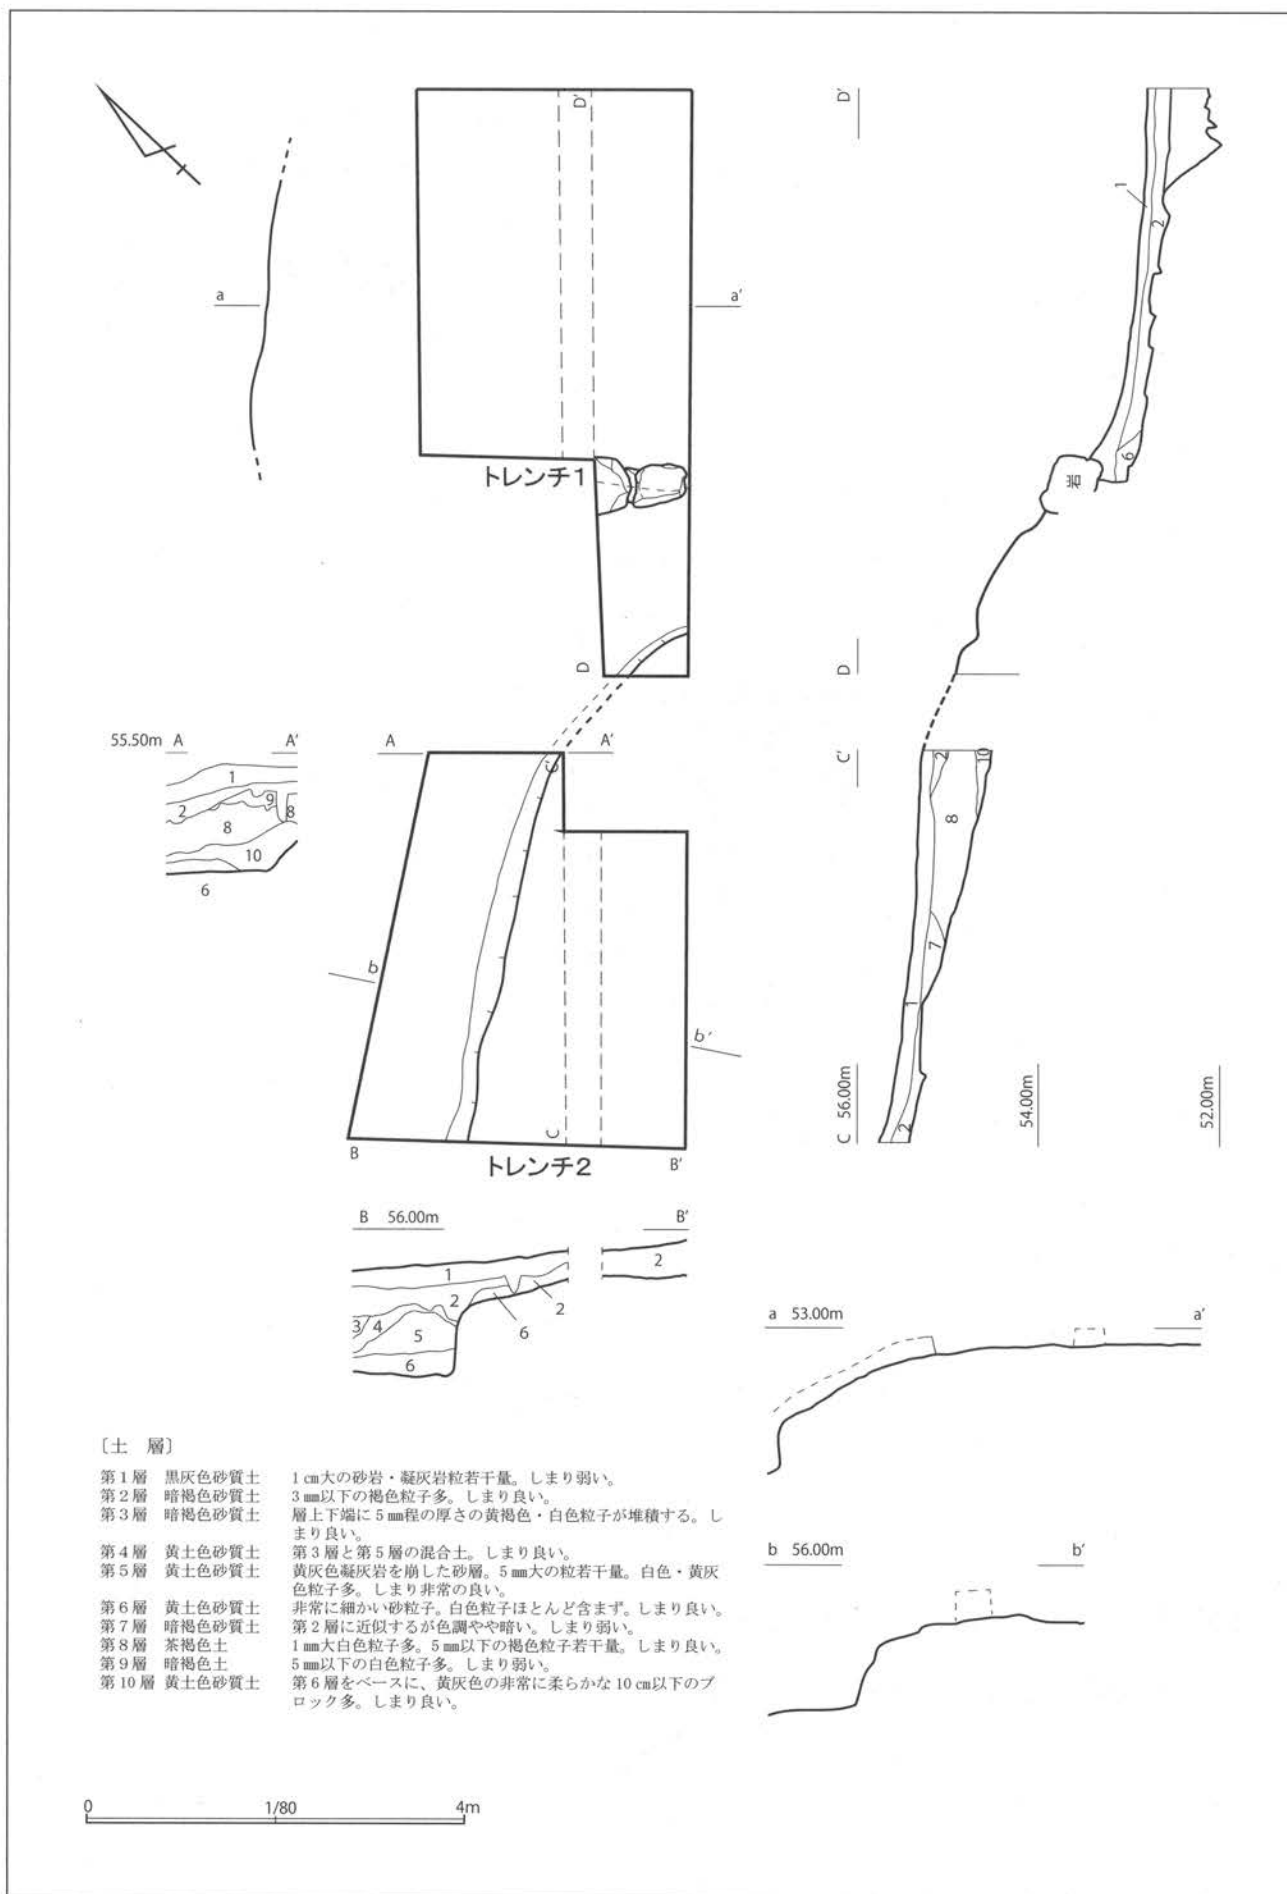 D'
D'
1
2
a
a'
6
トレンチ1
岩
D
D
55.50m A
A'
A
A'
C'
C'
2
10
1
9
2
8
8
8
10
6
7
b
b'
1
56.00m
54.00m
52.00m
C
C
2
B
B'
トレンチ2
B 56.00m
B'
1
2
2
2
3
4
5
6
6
a 53.00m
a'
b 56.00m
b'
〔土 層〕
第1層 黒灰色砂質土 1㎝大の砂岩・凝灰岩粒若干量。しまり弱い。
第2層 暗褐色砂質土 3㎜以下の褐色粒子多。しまり良い。
第3層 暗褐色砂質土 層上下端に5㎜程の厚さの黄褐色・白色粒子が堆積する。し
まり良い。
第4層 黄土色砂質土 第3層と第5層の混合土。しまり良い。
第5層 黄土色砂質土 黄灰色凝灰岩を崩した砂層。5㎜大の粒若干量。白色・黄灰
色粒子多。しまり非常の良い。
第6層 黄土色砂質土 非常に細かい砂粒子。白色粒子ほとんど含まず。しまり良い。
第7層 暗褐色砂質土 第2層に近似するが色調やや暗い。しまり弱い。
第8層 茶褐色土 1㎜大白色粒子多。5㎜以下の褐色粒子若干量。しまり良い。
第9層 暗褐色土 5㎜以下の白色粒子多。しまり弱い。
第10層 黄土色砂質土 第6層をベースに、黄灰色の非常に柔らかな10㎝以下のブ
ロック多。しまり良い。
0 1/80 4m